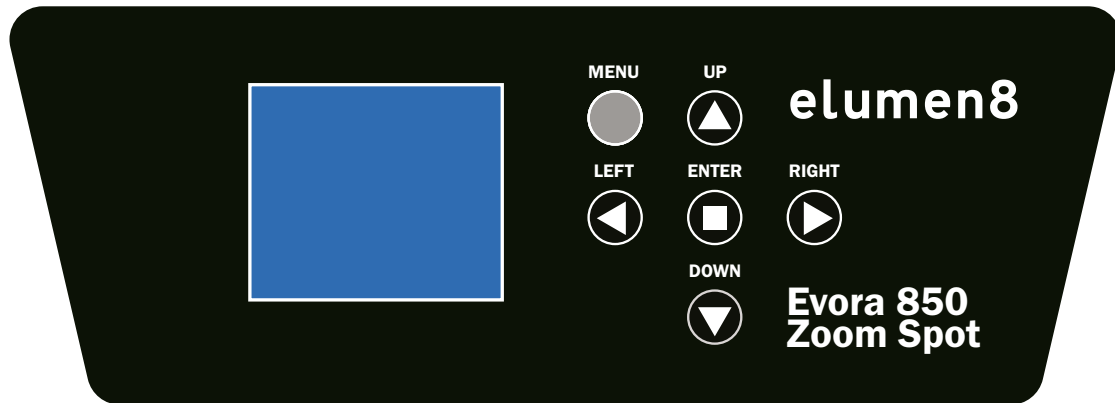 MENU UP
elumen8
LEFT ENTER RIGHT
DOWN
Evora 850
Zoom Spot